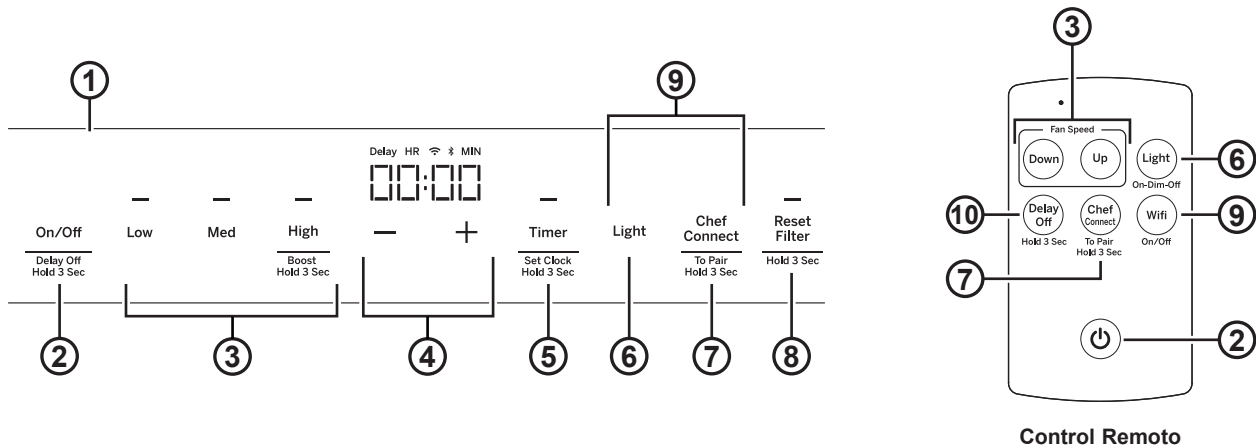 3
1
9
Delay HR MIN
00:00
Fan Speed
Down Up Light
6
On-Dim-Off
On/Off Low Med High − + Timer Light Chef
Connect Reset
Filter
Delay Off
Hold 3 Sec
Boost
Hold 3 Sec
Set Clock
Hold 3 Sec
To Pair
Hold 3 Sec
Hold 3 Sec
10
Delay
Off
Chef
Connect
Wifi
9
Hold 3 Sec
To Pair
Hold 3 Sec
On/Off
7
2
3
4
5
6
7
8
2
Control Remoto